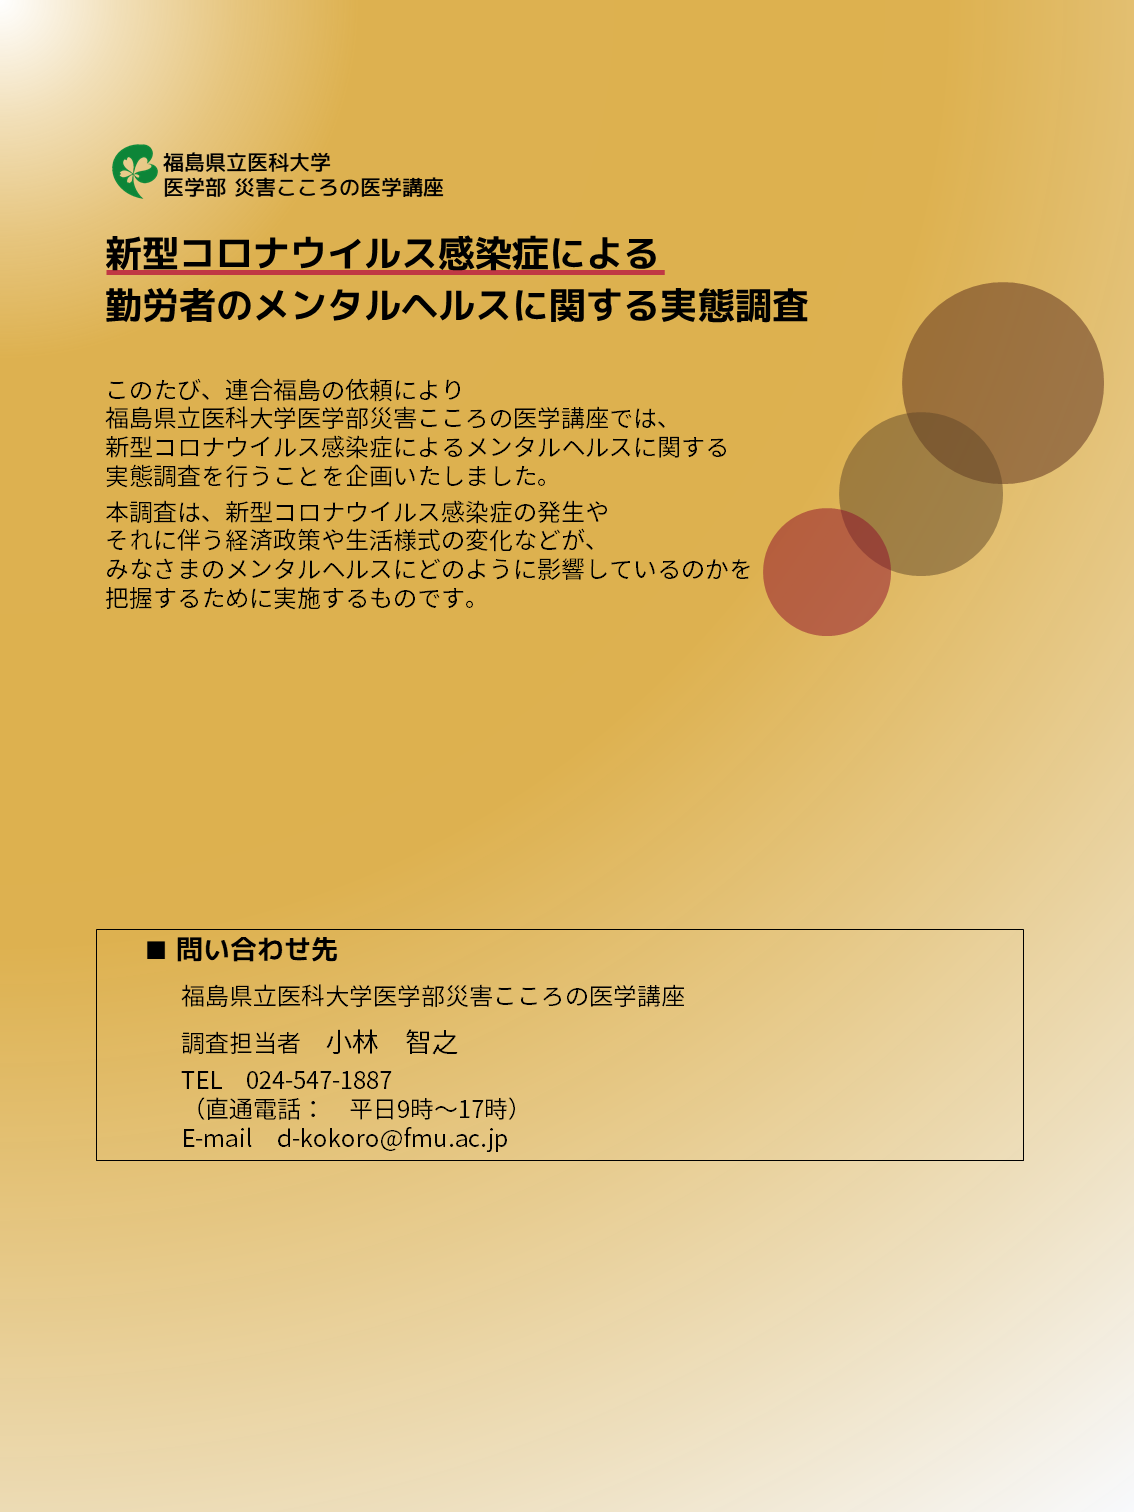 福島県立医科大学
医学部 災害こころの医学講座
新型コロナウイルス感染症による
勤労者のメンタルヘルスに関する実態調査
このたび、連合福島の依頼により
福島県立医科大学医学部災害こころの医学講座では、
新型コロナウイルス感染症によるメンタルヘルスに関する
実態調査を行うことを企画いたしました。
本調査は、新型コロナウイルス感染症の発生や
それに伴う経済政策や生活様式の変化などが、
みなさまのメンタルヘルスにどのように影響しているのかを
把握するために実施するものです。
■ 問い合わせ先
福島県立医科大学医学部災害こころの医学講座
調査担当者　小林　智之
TEL　024-547-1887
（直通電話：　平日9時～17時）
E-mail　d-kokoro@fmu.ac.jp